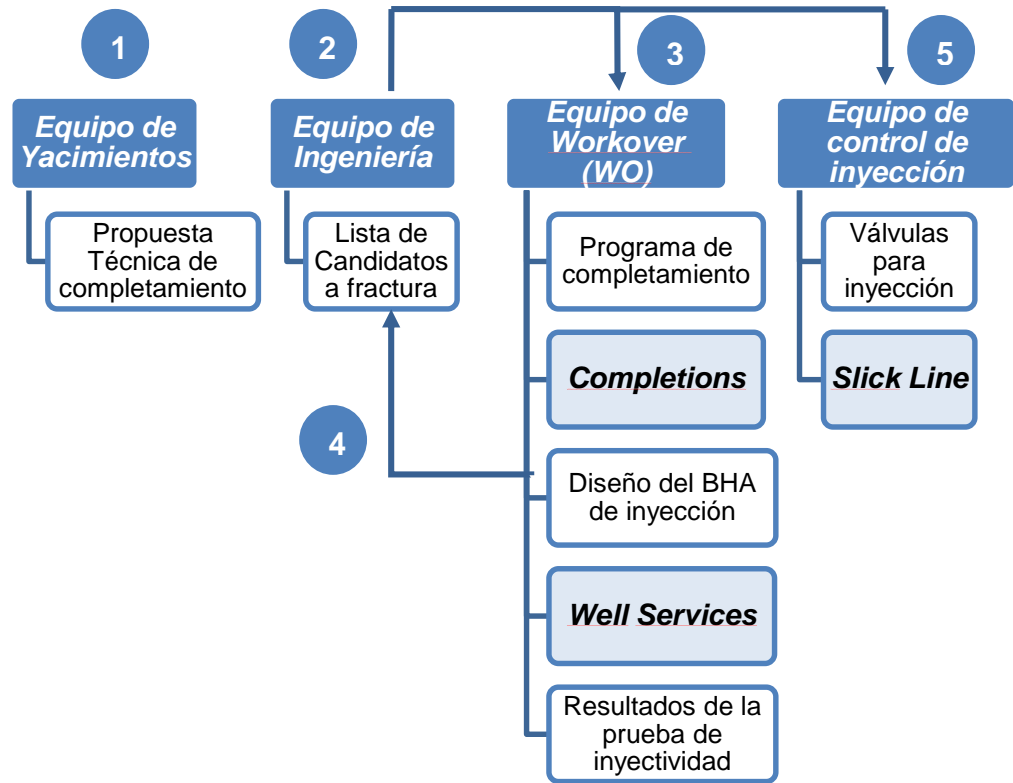 1
2
3
5
Equipo de
Yacimientos
Equipo de
Ingeniería
Equipo de
Workover
(WO)
Equipo de
control de
inyección
Propuesta
Técnica de
completamiento
Lista de
Candidatos
a fractura
Programa de
completamiento
Válvulas
para
inyección
Completions
Slick Line
4
Diseño del BHA
de inyección
Well Services
Resultados de la
prueba de
inyectividad